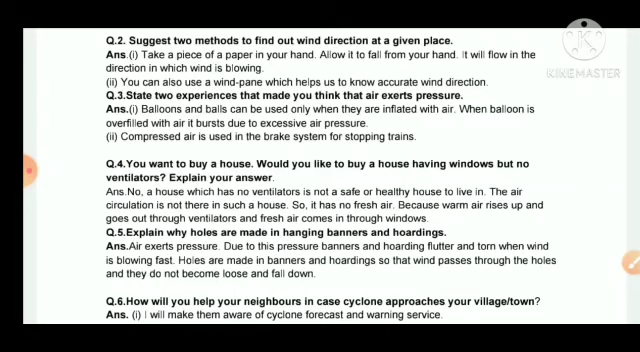 Q.2. Suggest two methods to find out wind direction at a given place.
Ans.(i) Take a piece of a paper in your hand. Allow it to fall from your hand. It will flow in the
direction in which wind is blowing.
(ii) You can also use a wind-pane which helps us to know accurate wind direction.
Q.3.State two experiences that made you think that air exerts pressure.
Ans.(i) Balloons and balls can be used only when they are inflated with air. When balloon is
overfilled with air it bursts due to excessive air pressure.
(ii) Compressed air is used in the brake system for stopping trains.
Q.4.You want to buy a house. Would you like to buy a house having windows but no
ventilators? Explain your answer.
Ans.No, a house which has no ventilators is not a safe or healthy house to live in. The air
circulation is not there in such a house. So, it has no fresh air. Because warm air rises up and
goes out through ventilators and fresh air comes in through windows.
Q.5.Explain why holes are made in hanging banners and hoardings.
Ans.Air exerts pressure. Due to this pressure banners and hoarding flutter and torn when wind
is blowing fast. Holes are made in banners and hoardings so that wind passes through the holes
and they do not become loose and fall down.
Q.6.How will you help your neighbours in case cyclone approaches your village/town?
Ans. (i) I will make them aware of cyclone forecast and warning service.
KINEMASTER